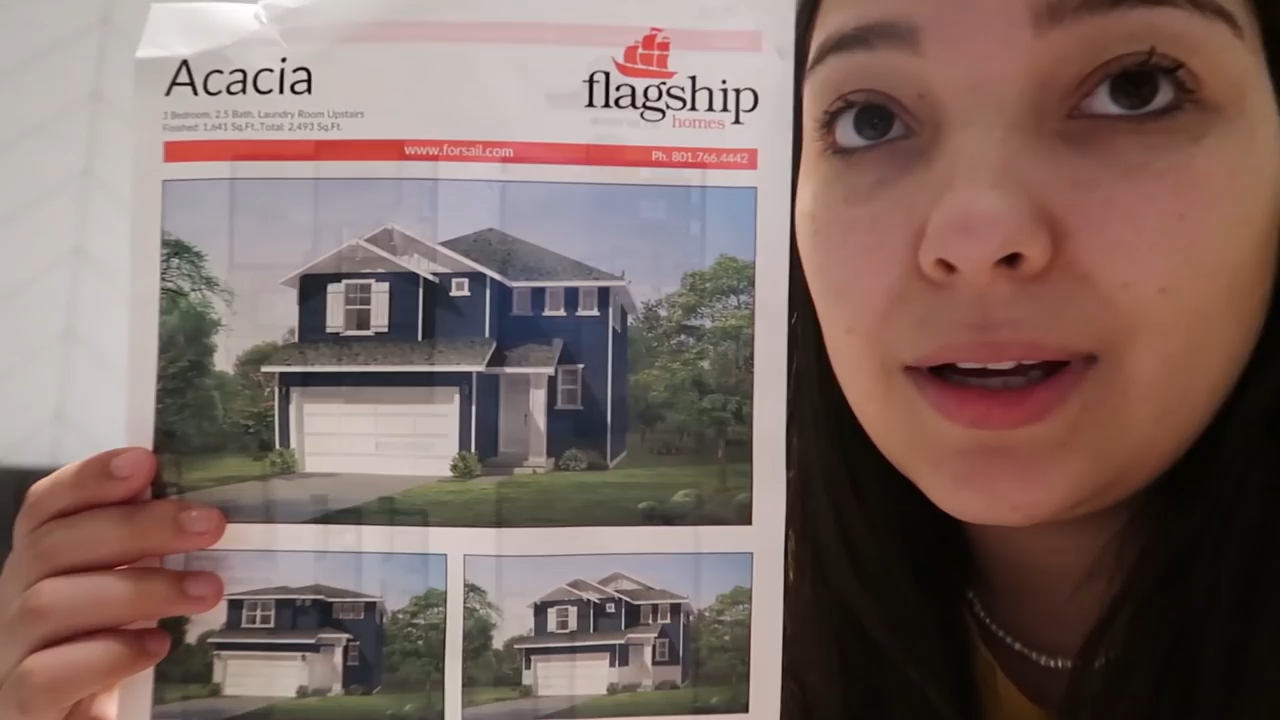 Acacia
3 Bedroom, 2.5 Bath, Laundry Room Upstairs
Finished: 1,641 Sq.Ft., Total: 2,493 Sq.Ft.
flagship
homes
www.forsail.com
Ph. 801.766.4442